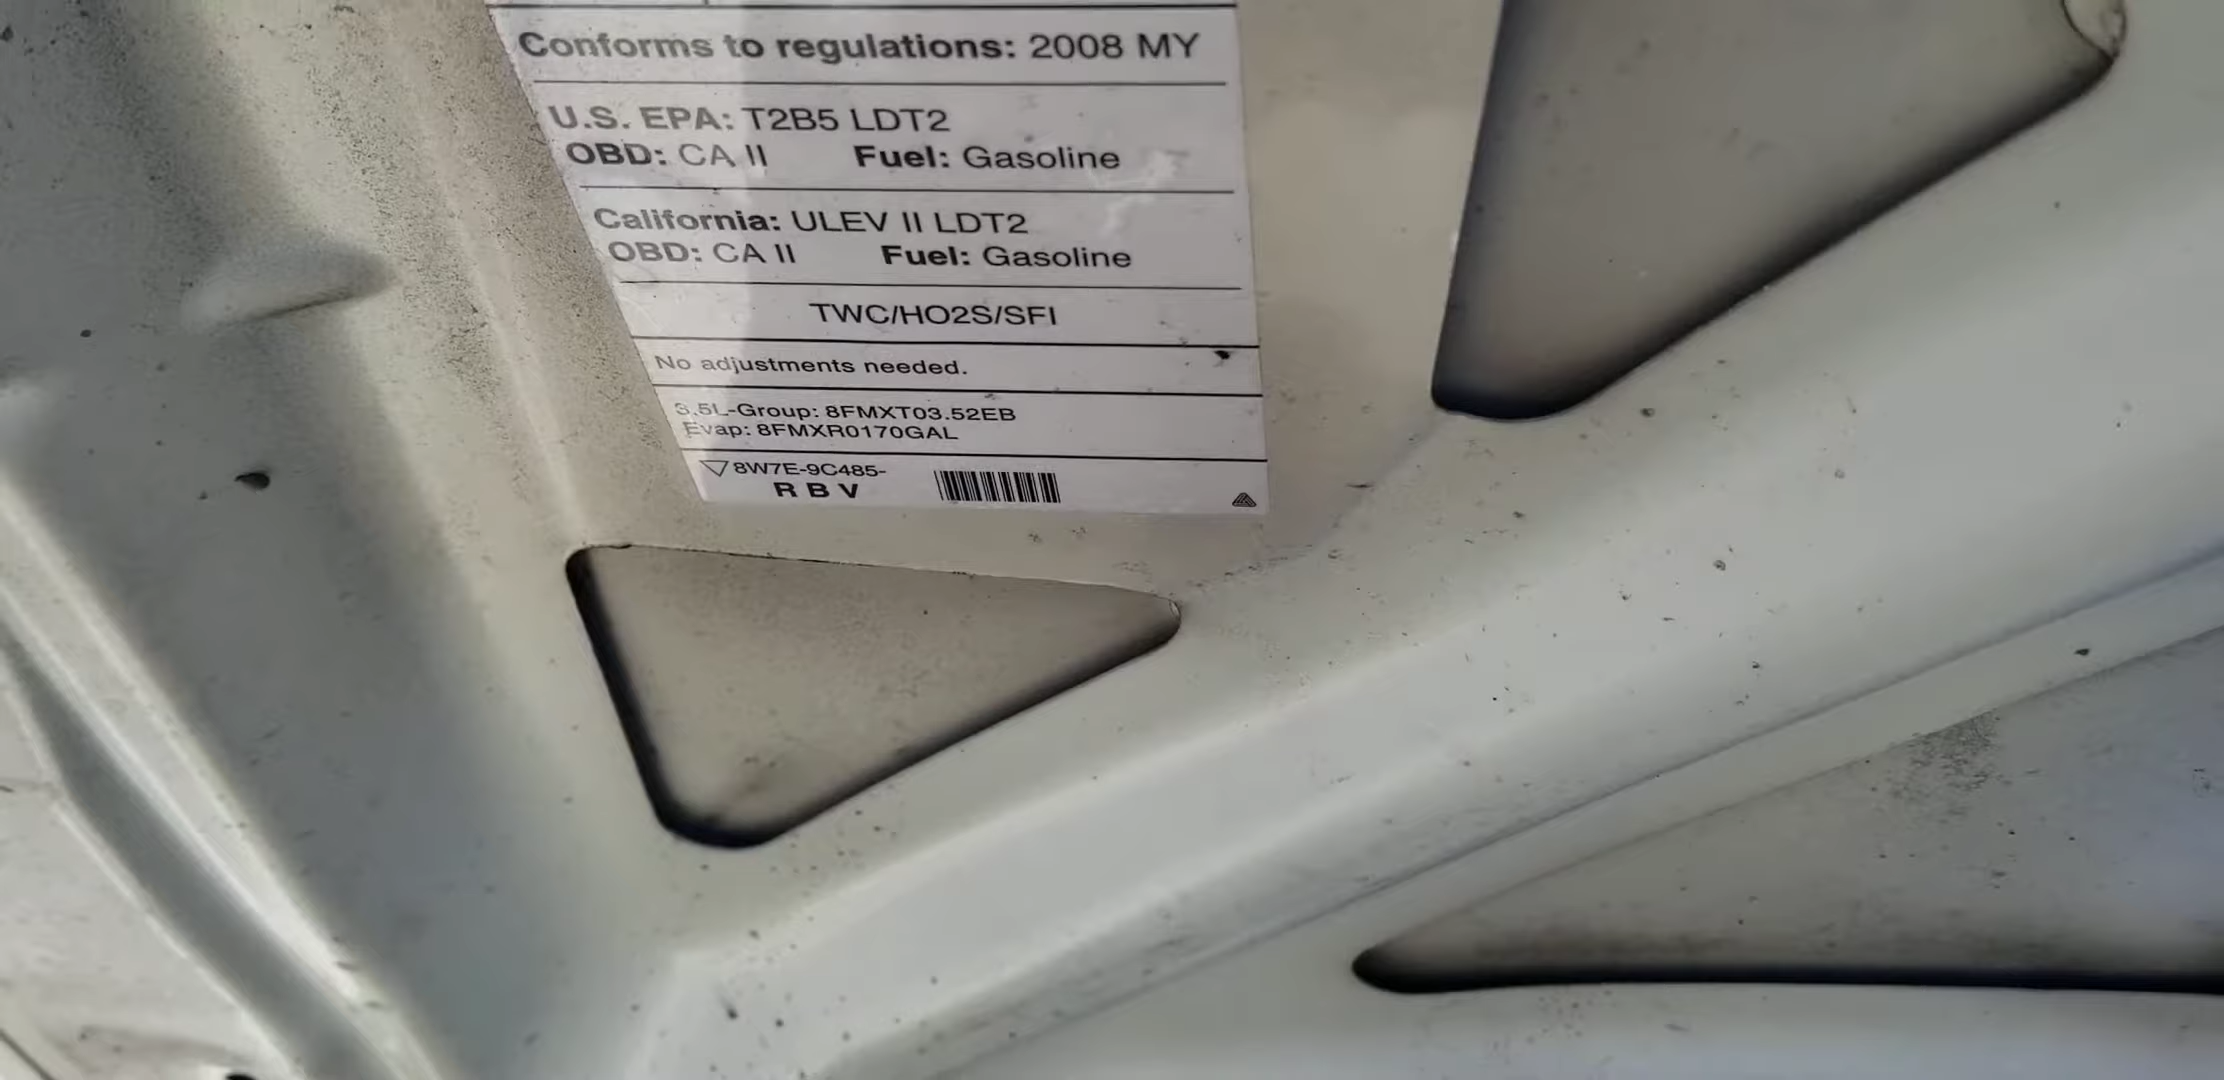 Conforms to regulations: 2008 MY
U.S. EPA: T2B5 LDT2
OBD: CA II Fuel: Gasoline
California: ULEV II LDT2
OBD: CA II Fuel: Gasoline
TWC/HO2S/SFI
No adjustments needed.
3.5L-Group: 8FMXT03.52EB
Evap: 8FMXR0170GAL
8W7E-9C485-
R B V